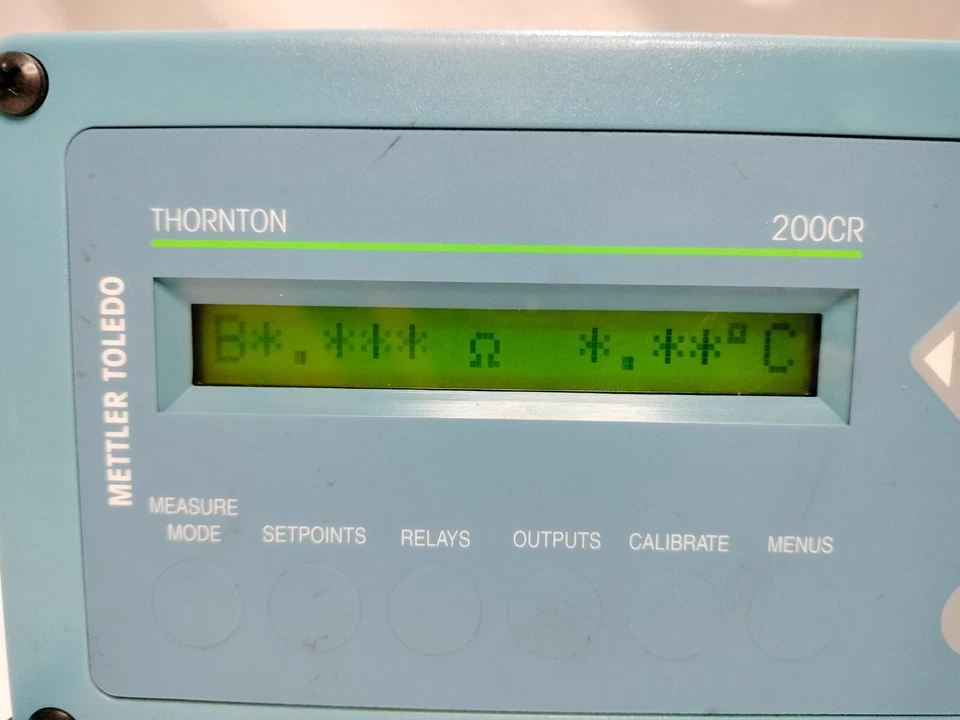 THORNTON 200CR
METTLER TOLEDO
B*.*** Ω *.**°C
MEASURE MODE SETPOINTS RELAYS OUTPUTS CALIBRATE MENUS